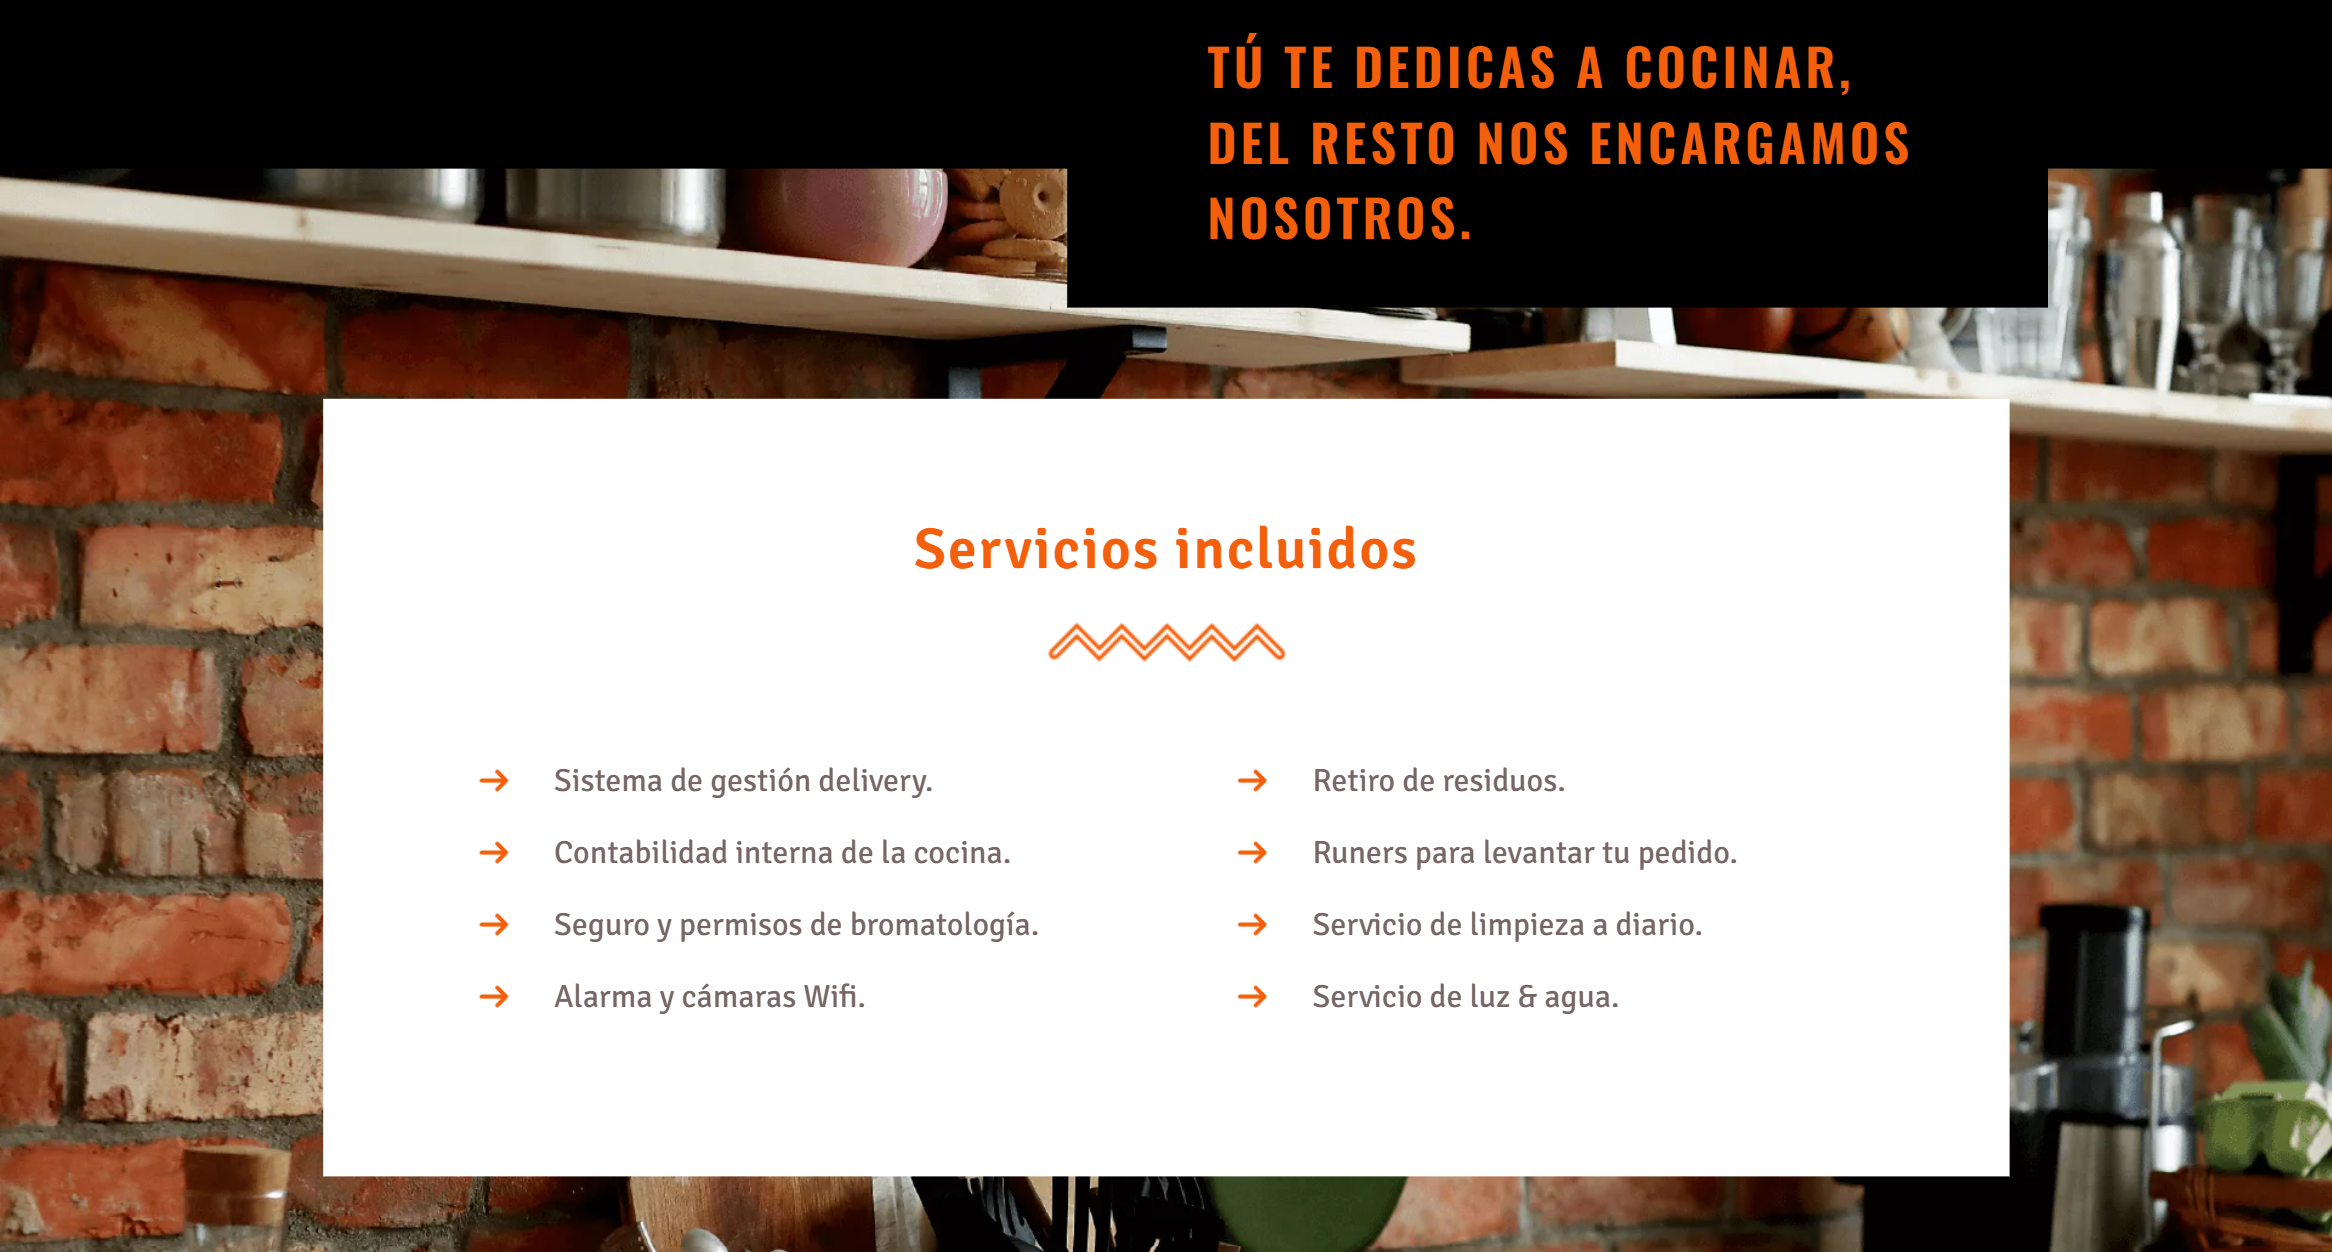 TÚ TE DEDICAS A COCINAR,
DEL RESTO NOS ENCARGAMOS
NOSOTROS.
Servicios incluidos
Sistema de gestión delivery.
Contabilidad interna de la cocina.
Seguro y permisos de bromatología.
Alarma y cámaras Wifi.
Retiro de residuos.
Runers para levantar tu pedido.
Servicio de limpieza a diario.
Servicio de luz & agua.